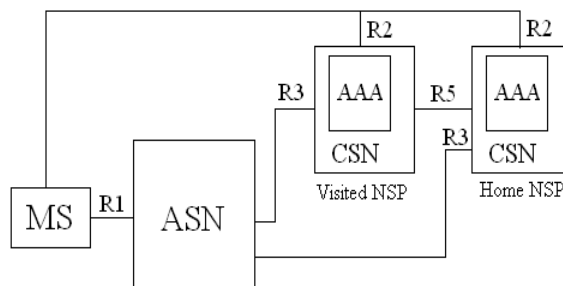 R2
R2
R3
AAA
R5
AAA
R3
CSN
CSN
Visited NSP
Home NSP
MS
R1
ASN